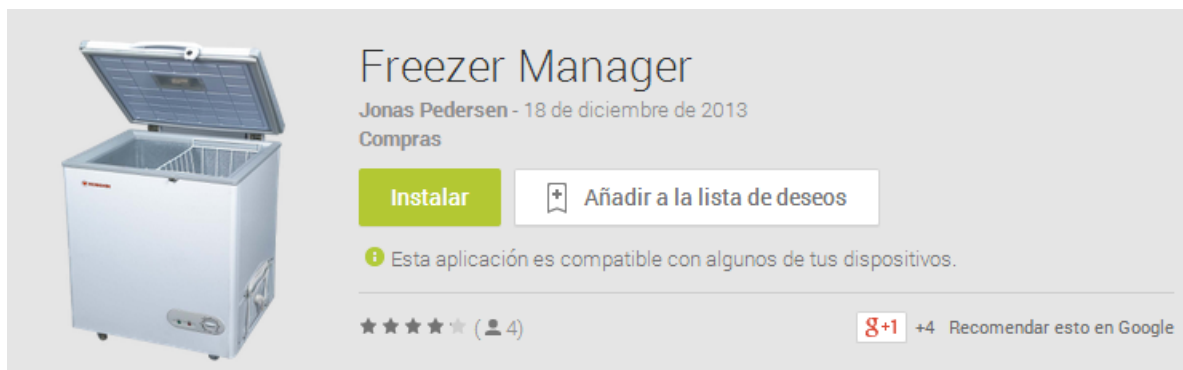 Freezer Manager
Jonas Pedersen - 18 de diciembre de 2013
Compras
Instalar
Añadir a la lista de deseos
Esta aplicación es compatible con algunos de tus dispositivos.
(4)
g+1 +4 Recomendar esto en Google